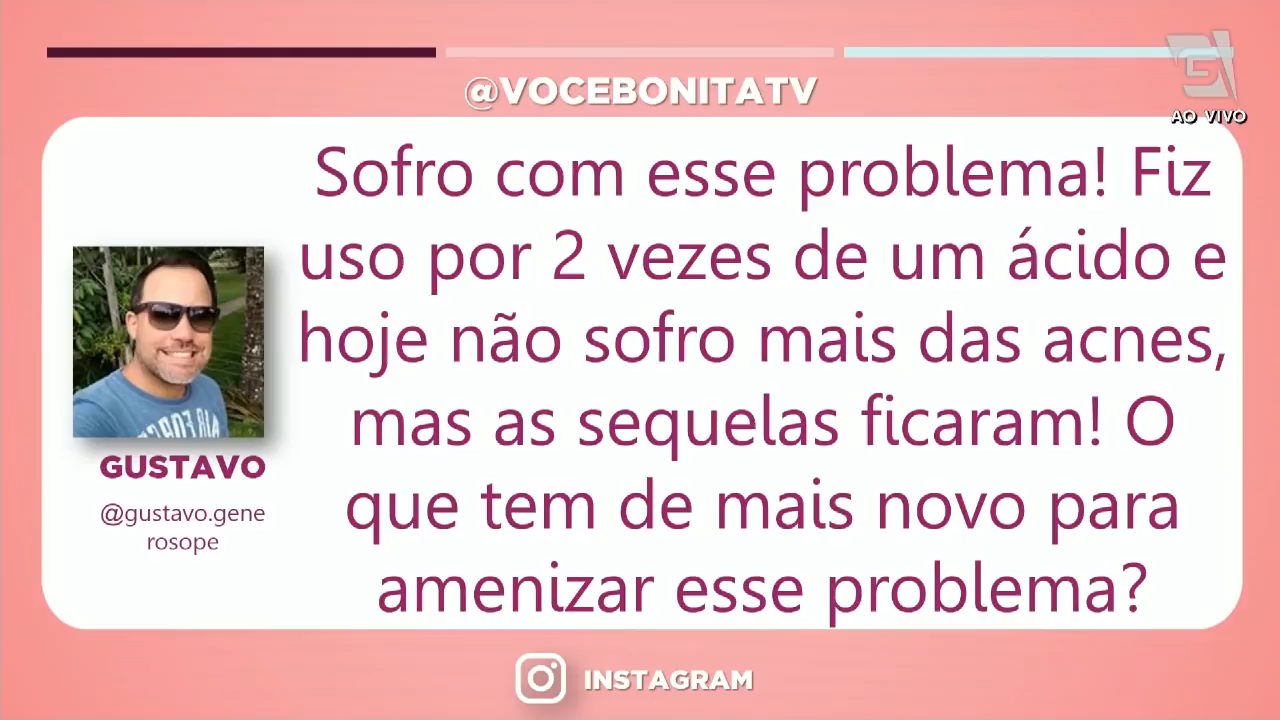 @VOCEBONITATV
AO VIVO
Sofro com esse problema! Fiz
uso por 2 vezes de um ácido e
hoje não sofro mais das acnes,
mas as sequelas ficaram! O
que tem de mais novo para
amenizar esse problema?
GUSTAVO
@gustavo.gene
rosope
INSTAGRAM